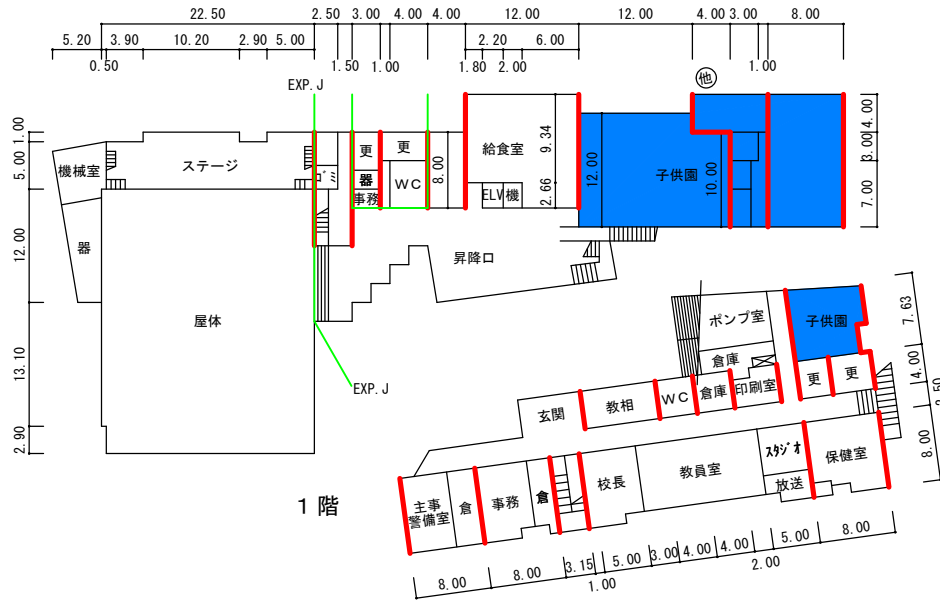 22.50 2.50 3.00 4.00 4.00 12.00 12.00 4.00 3.00 8.00
5.20 3.90 10.20 2.90 5.00 2.20 6.00
0.50 1.50 1.00 1.80 2.00 1.00
EXP.J
他
1.00
5.00
12.00
13.10
2.90
機械室
器
ステージ
屋体
ゴミ
更
器
事務
更
WC
8.00
給食室
9.34
2.66
ELV
機
昇降口
12.00
子供園
10.00
4.00
3.00
3.00
7.00
EXP.J
1階
ポンプ室
倉庫
子供園
7.63
4.00
8.00
玄関
教相
WC
倉庫
印刷室
更
更
主事
警備室
倉
事務
倉
校長
教員室
スタジオ
放送
保健室
8.00 8.00 3.15 5.00 3.00 4.00 4.00 5.00 8.00
1.00 2.00